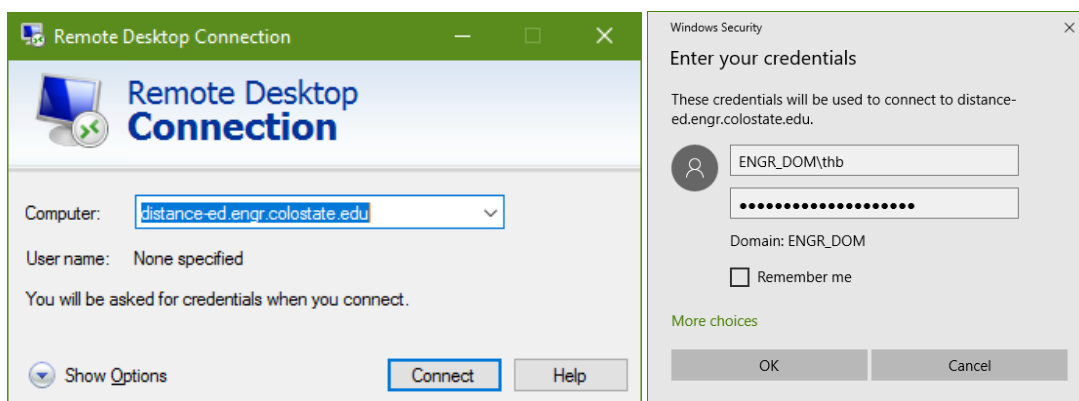 Remote Desktop Connection
Remote Desktop
Connection
Computer:
distance-ed.engr.colostate.edu
User name:
None specified
You will be asked for credentials when you connect.
Show Options
Connect
Help
Windows Security
Enter your credentials
These credentials will be used to connect to distance-
ed.engr.colostate.edu.
ENGR_DOM\thb
••••••••••••••••••••
Domain: ENGR_DOM
Remember me
More choices
OK
Cancel